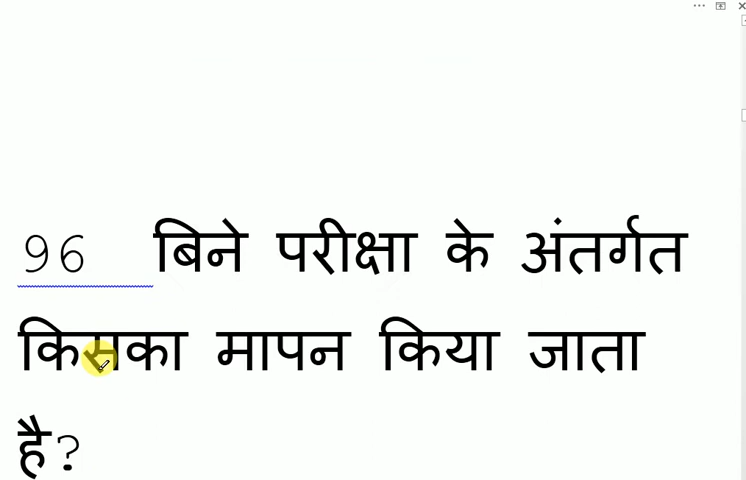 96 बिने परीक्षा के अंतर्गत
किसका मापन किया जाता
है?